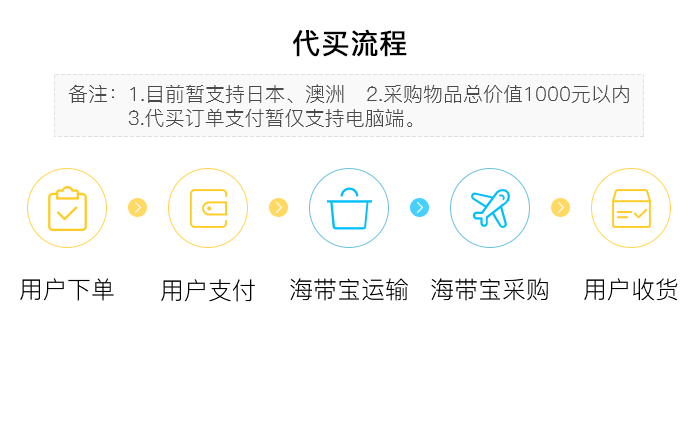 代买流程
备注：1.目前暂支持日本、澳洲 2.采购物品总价值1000元以内
3.代买订单支付暂仅支持电脑端。
用户下单
用户支付
海带宝运输
海带宝采购
用户收货